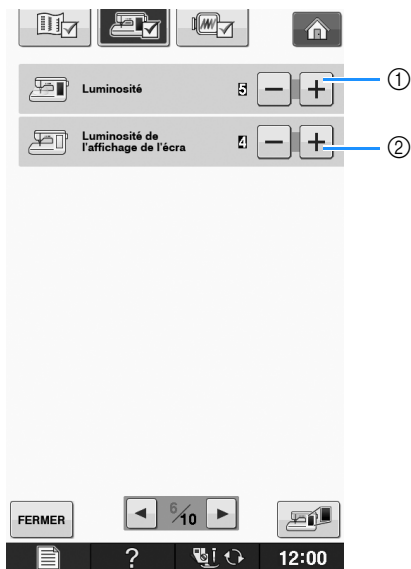 Luminosité 5 − + ①
Luminosité de
l'affichage de l'écra 4 − + ②
FERMER 6/10
? 12:00